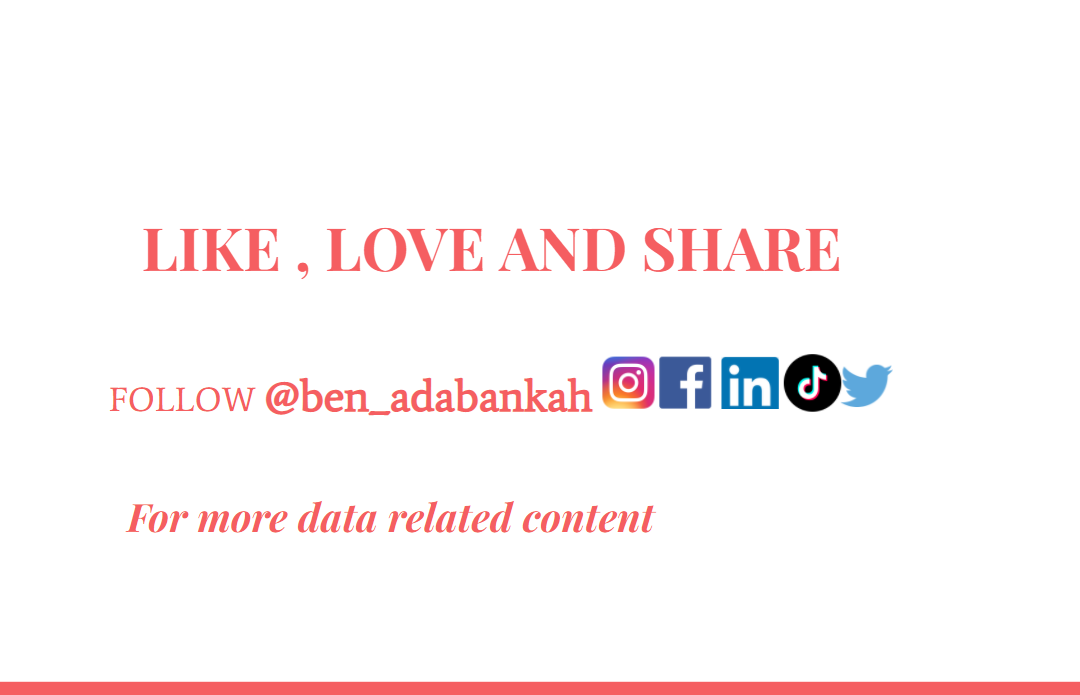 LIKE , LOVE AND SHARE
FOLLOW @ben_adabankah
For more data related content